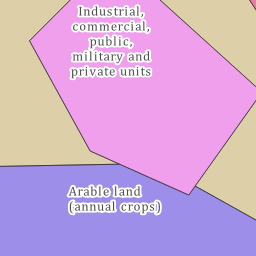 Industrial,
commercial,
public,
military and
private units
Arable land
(annual crops)